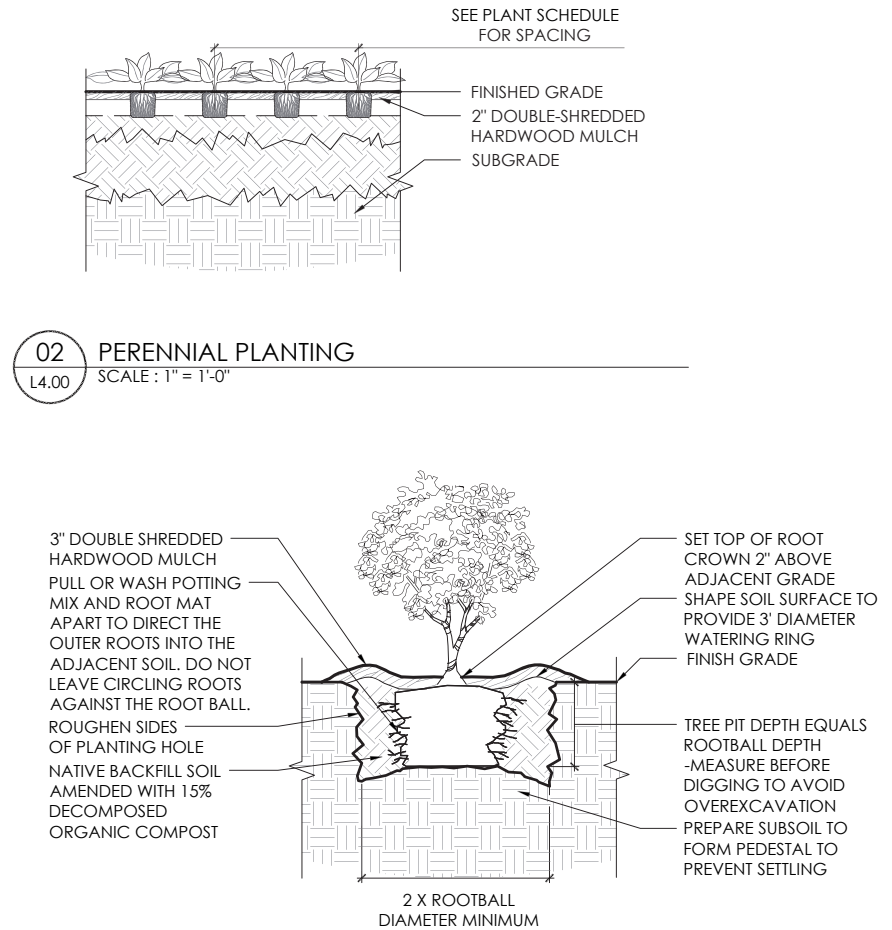 SEE PLANT SCHEDULE
FOR SPACING
FINISHED GRADE
2" DOUBLE-SHREDDED
HARDWOOD MULCH
SUBGRADE
02
L4.00
PERENNIAL PLANTING
SCALE : 1" = 1'-0"
3" DOUBLE SHREDDED
HARDWOOD MULCH
PULL OR WASH POTTING
MIX AND ROOT MAT
APART TO DIRECT THE
OUTER ROOTS INTO THE
ADJACENT SOIL. DO NOT
LEAVE CIRCLING ROOTS
AGAINST THE ROOT BALL.
ROUGHEN SIDES
OF PLANTING HOLE
NATIVE BACKFILL SOIL
AMENDED WITH 15%
DECOMPOSED
ORGANIC COMPOST
SET TOP OF ROOT
CROWN 2" ABOVE
ADJACENT GRADE
SHAPE SOIL SURFACE TO
PROVIDE 3' DIAMETER
WATERING RING
FINISH GRADE
TREE PIT DEPTH EQUALS
ROOTBALL DEPTH
-MEASURE BEFORE
DIGGING TO AVOID
OVEREXCAVATION
PREPARE SUBSOIL TO
FORM PEDESTAL TO
PREVENT SETTLING
2 X ROOTBALL
DIAMETER MINIMUM